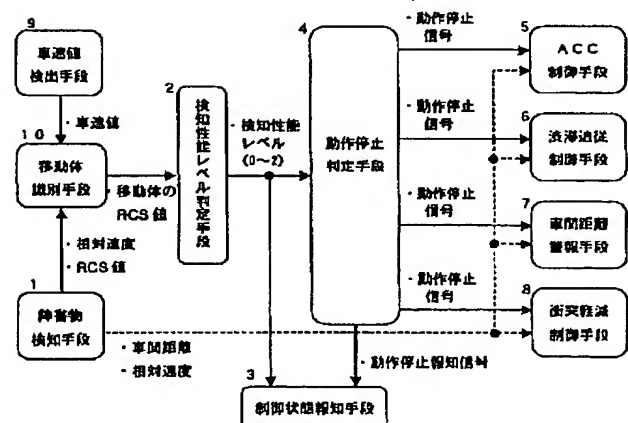 9
車速値
検出手段
・車速値
10
移動体
識別手段
・移動体の
RCS値
・相対速度
・RCS値
1
障害物
検知手段
・車間距離
・相対速度
2
検知性能レベル判定手段
・検知性能
レベル
(0~2)
3
制御状態報知手段
4
動作停止
判定手段
・動作停止報知信号
・動作停止
信号
5
ACC
制御手段
・動作停止
信号
6
渋滞追従
制御手段
・動作停止
信号
7
車間距離
警報手段
・動作停止
信号
8
衝突軽減
制御手段